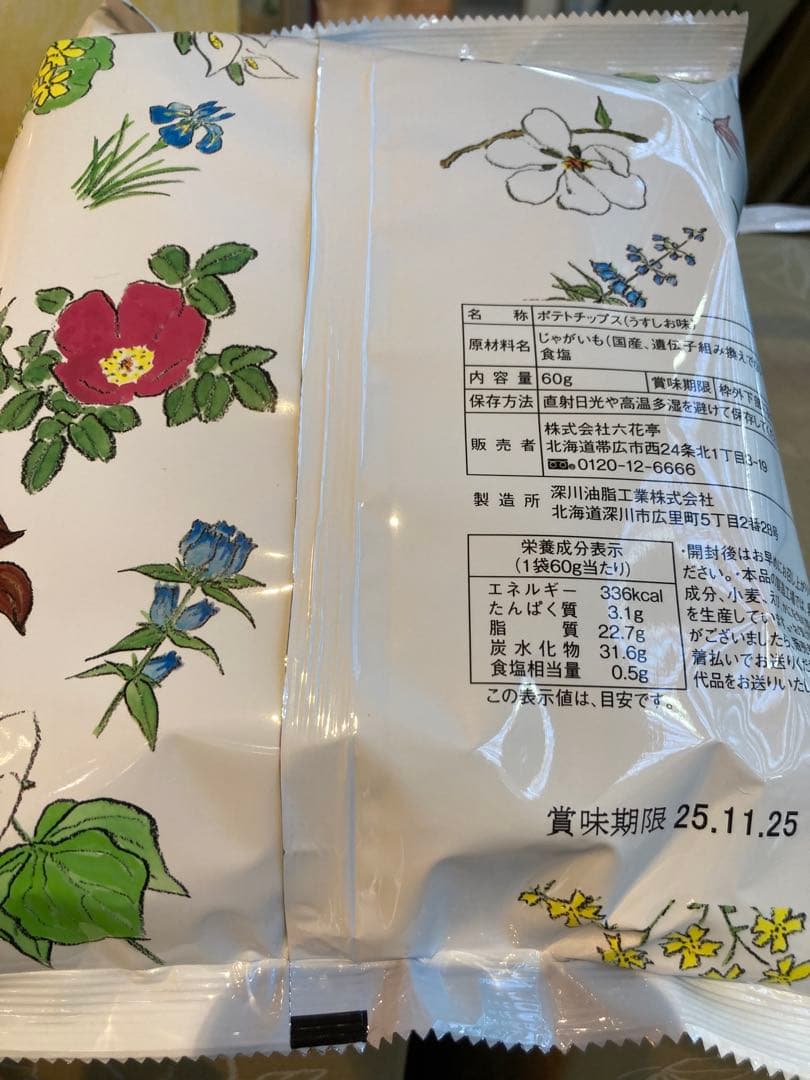 名称 ポテトチップス(うすしお味)
原材料名 じゃがいも(国産、遺伝子組み換えで
食塩
内容量 60g 賞味期限 枠外下
保存方法 直射日光や高温多湿を避けて保存して
販売者 株式会社六花亭
北海道帯広市西24条北1丁目3-19
0120-12-6666
製造所 深川油脂工業株式会社
北海道深川市広里町5丁目2番28号
栄養成分表示
(1袋60g当たり)
エネルギー 336kcal
たんぱく質 3.1g
脂質 22.7g
炭水化物 31.6g
食塩相当量 0.5g
この表示値は、目安です。
・開封後はお早めに
ださい。・本品の
成分、小麦、
を生産してい
がございましたら、
着払いでお送りくだ
代品をお送りいたし
賞味期限 25.11.25